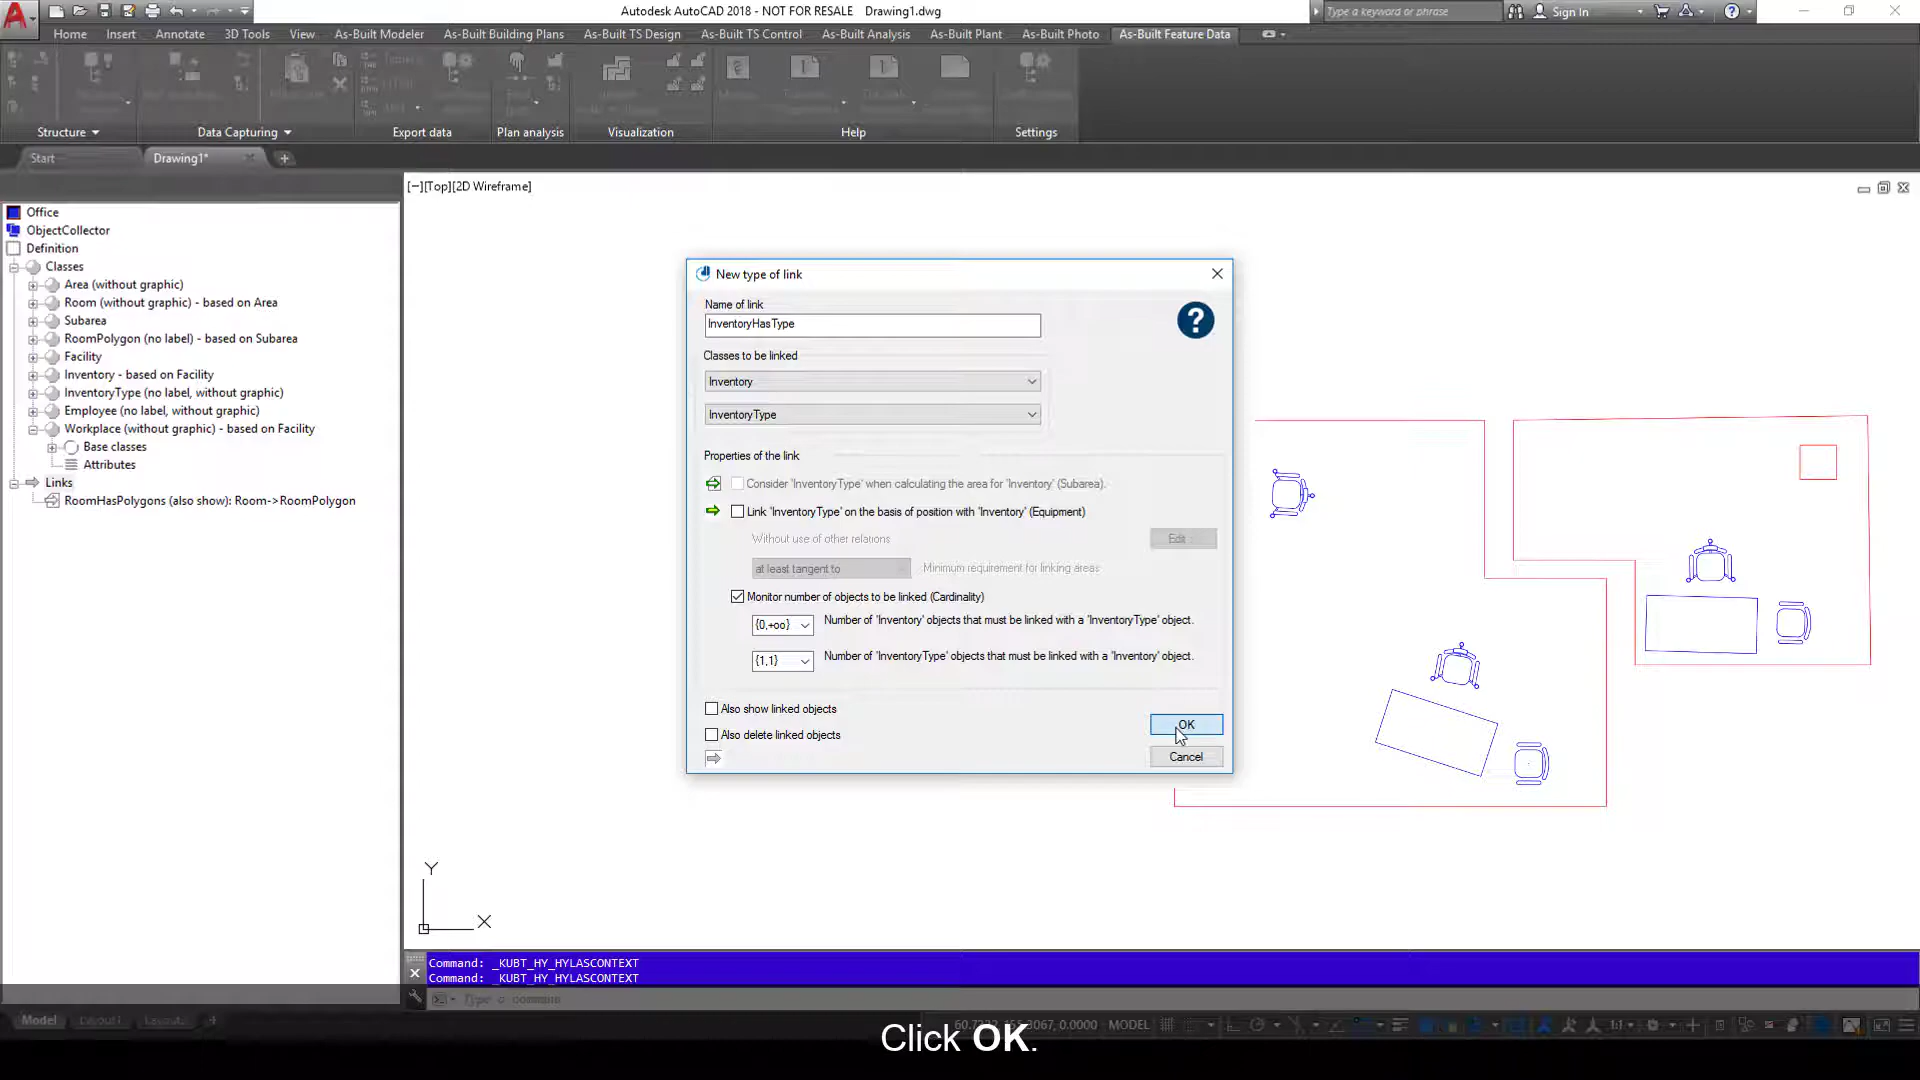 Autodesk AutoCAD 2018 - NOT FOR RESALE Drawing1.dwg
Type a keyword or phrase
Sign In
Home Insert Annotate 3D Tools View As-Built Modeler As-Built Building Plans As-Built TS Design As-Built TS Control As-Built Analysis As-Built Plant As-Built Photo As-Built Feature Data
Structure Data Capturing Export data Plan analysis Visualization Help Settings
Start Drawing1*
[−][Top][2D Wireframe]
Office
ObjectCollector
Definition
Classes
Area (without graphic)
Room (without graphic) - based on Area
Subarea
RoomPolygon (no label) - based on Subarea
Facility
Inventory - based on Facility
InventoryType (no label, without graphic)
Employee (no label, without graphic)
Workplace (without graphic) - based on Facility
Base classes
Attributes
Links
RoomHasPolygons (also show): Room->RoomPolygon
New type of link
Name of link
InventoryHasType
Classes to be linked
Inventory
InventoryType
Properties of the link
Consider 'InventoryType' when calculating the area for 'Inventory' (Subarea).
Link 'InventoryType' on the basis of position with 'Inventory' (Equipment)
Without use of other relations
Edit
at least tangent to
Minimum requirement for linking areas
Monitor number of objects to be linked (Cardinality)
{0,+oo} Number of 'Inventory' objects that must be linked with a 'InventoryType' object.
{1,1} Number of 'InventoryType' objects that must be linked with a 'Inventory' object.
Also show linked objects
Also delete linked objects
OK
Cancel
Y
X
Command: _KUBT_HY_HYLASCONTEXT
Command: _KUBT_HY_HYLASCONTEXT
Type a command
Model Layout1
MODEL
1:1
Click OK.